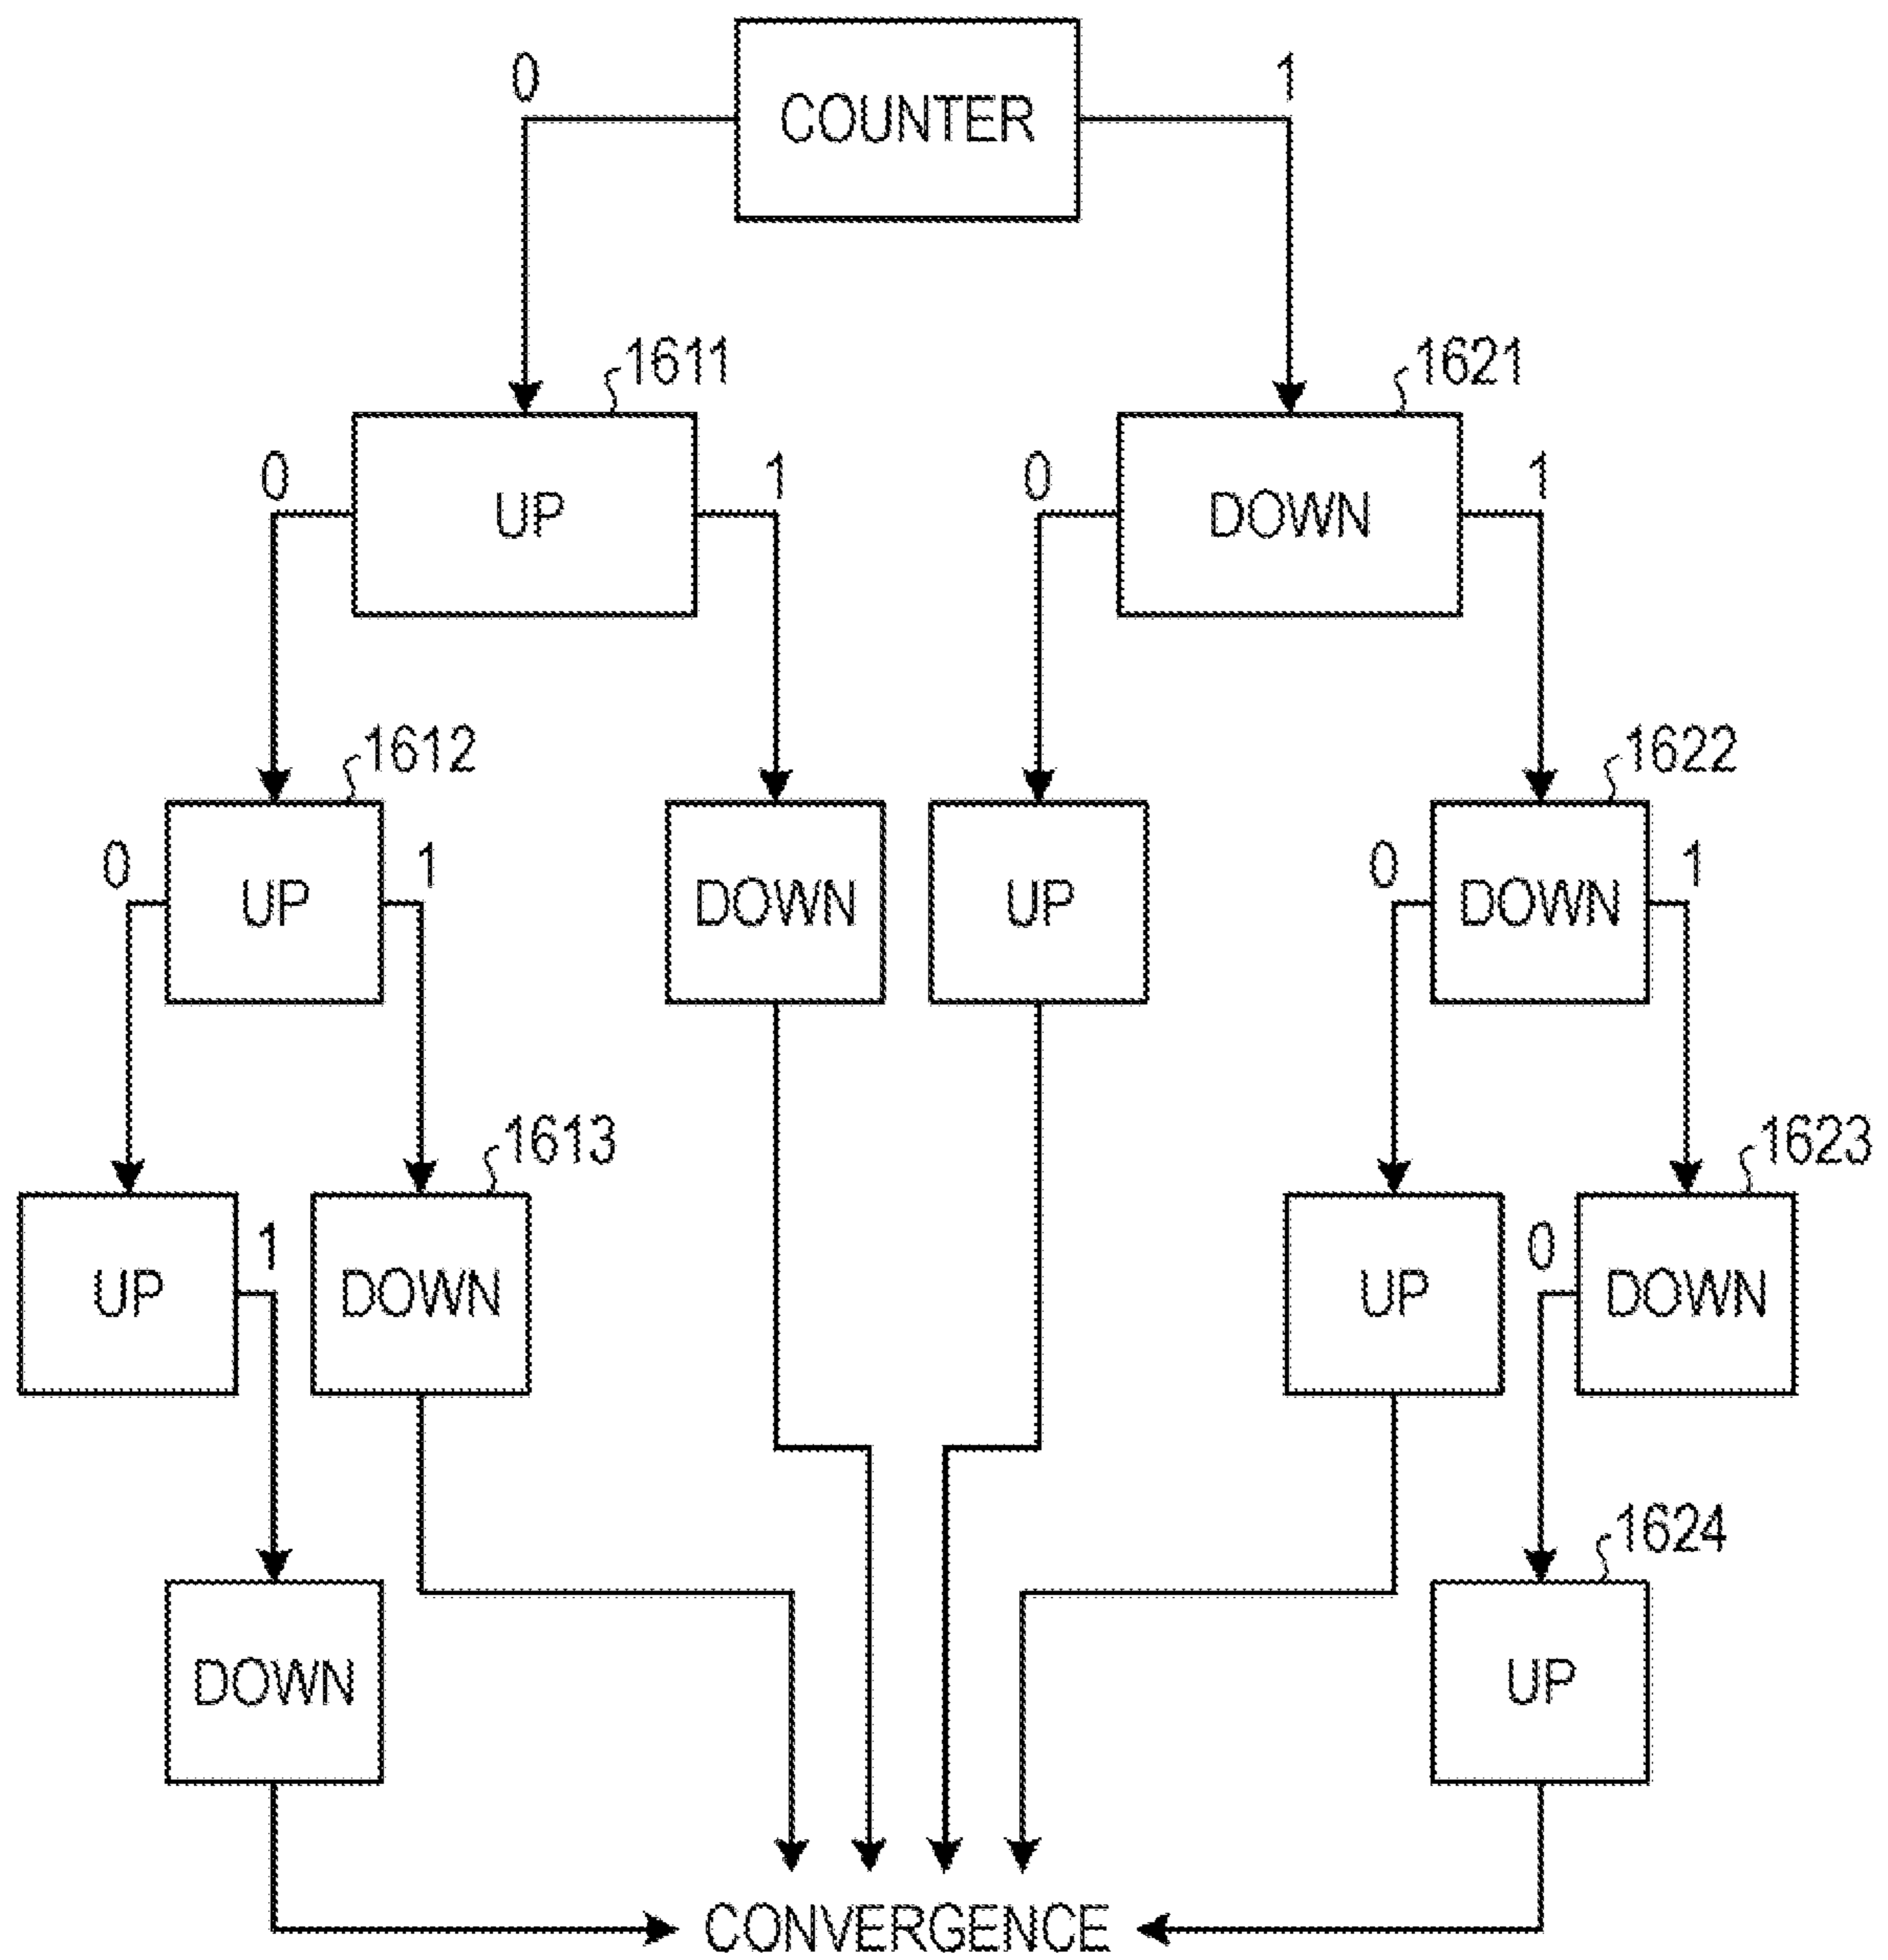 0 COUNTER 1
1611 1621
0 UP 1 0 DOWN 1
1612 1622
0 UP 1 DOWN UP 0 DOWN 1
1613 1623
UP 1 DOWN UP 0 DOWN
1624
DOWN UP
CONVERGENCE